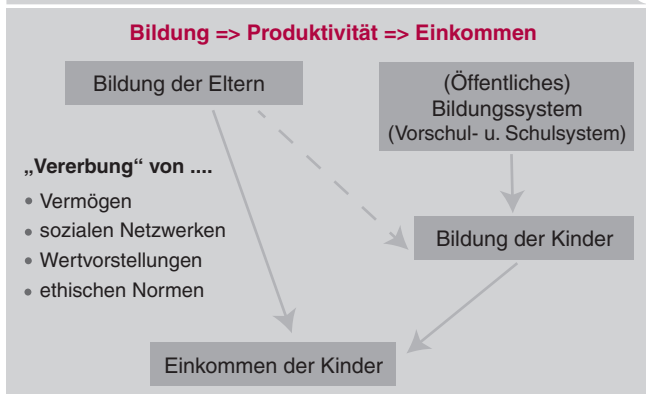 Bildung => Produktivität => Einkommen
Bildung der Eltern
(Öffentliches)
Bildungssystem
(Vorschul- u. Schulsystem)
„Vererbung“ von ....
• Vermögen
• sozialen Netzwerken
• Wertvorstellungen
• ethischen Normen
Bildung der Kinder
Einkommen der Kinder